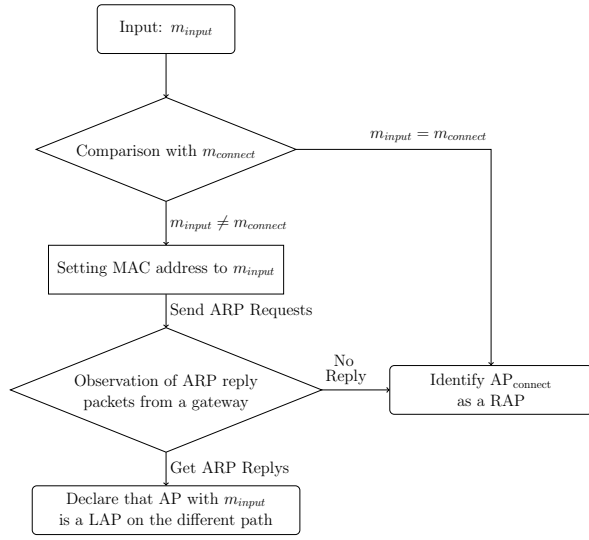 Input: m_input
Comparison with m_connect
m_input = m_connect
m_input ≠ m_connect
Setting MAC address to m_input
Send ARP Requests
Observation of ARP reply
packets from a gateway
No
Reply
Identify AP_connect
as a RAP
Get ARP Replys
Declare that AP with m_input
is a LAP on the different path